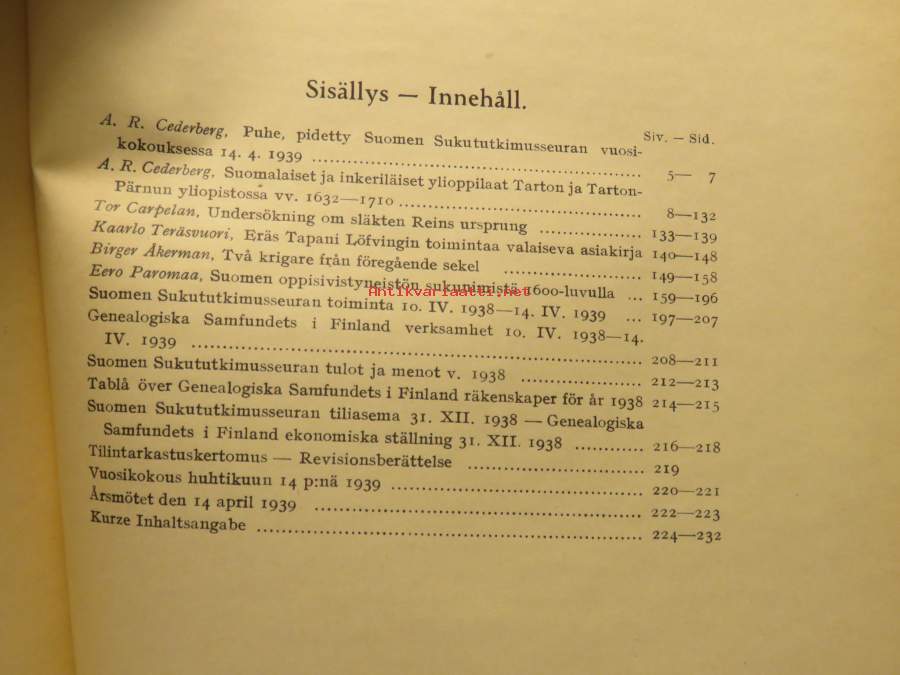 Sisällys — Innehåll.
Siv. — Sid.
A. R. Cederberg, Puhe, pidetty Suomen Sukututkimusseuran vuosi-
kokouksessa 14. 4. 1939 ........ 5— 7
A. R. Cederberg, Suomalaiset ja inkeriläiset ylioppilaat Tarton ja Tarton-
Pärnun yliopistossa vv. 1632—1710 ........ 8—132
Tor Carpelan, Undersökning om släkten Reins ursprung ........ 133—139
Kaarlo Teräsvuori, Eräs Tapani Löfvingin toimintaa valaiseva asiakirja 140—148
Birger Åkerman, Två krigare från föregående sekel ........ 149—158
Eero Paromaa, Suomen oppisivistyneistön sukunimistä 1600-luvulla ... 159—196
Antikvariaatti.net
Suomen Sukututkimusseuran toiminta 10. IV. 1938—14. IV. 1939 ... 197—207
Genealogiska Samfundets i Finland verksamhet 10. IV. 1938—14.
IV. 1939 ........ 208—211
Suomen Sukututkimusseuran tulot ja menot v. 1938 ........ 212—213
Tablå över Genealogiska Samfundets i Finland räkenskaper för år 1938 214—215
Suomen Sukututkimusseuran tiliasema 31. XII. 1938 — Genealogiska
Samfundets i Finland ekonomiska ställning 31. XII. 1938 ........ 216—218
Tilintarkastuskertomus — Revisionsberättelse ........ 219
Vuosikokous huhtikuun 14 p:nä 1939 ........ 220—221
Årsmötet den 14 april 1939 ........ 222—223
Kurze Inhaltsangabe ........ 224—232